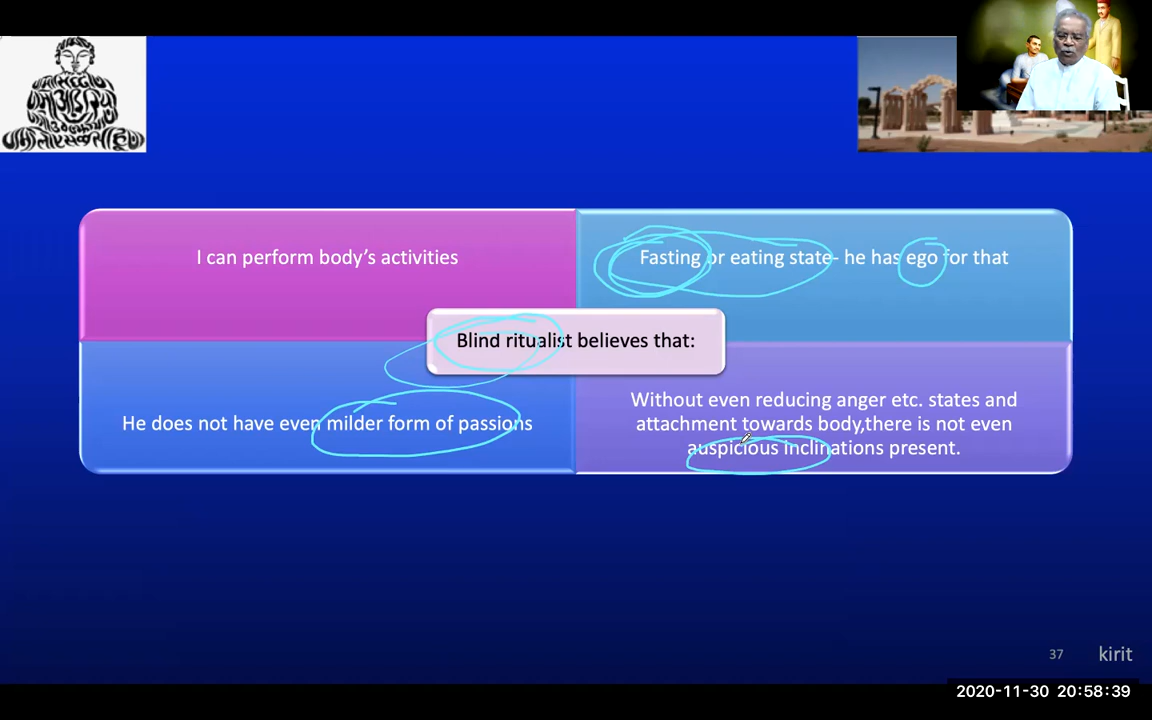 I can perform body's activities
Fasting or eating state- he has ego for that
Blind ritualist believes that:
He does not have even milder form of passions
Without even reducing anger etc. states and
attachment towards body,there is not even
auspicious inclinations present.
37
kirit
2020-11-30 20:58:39